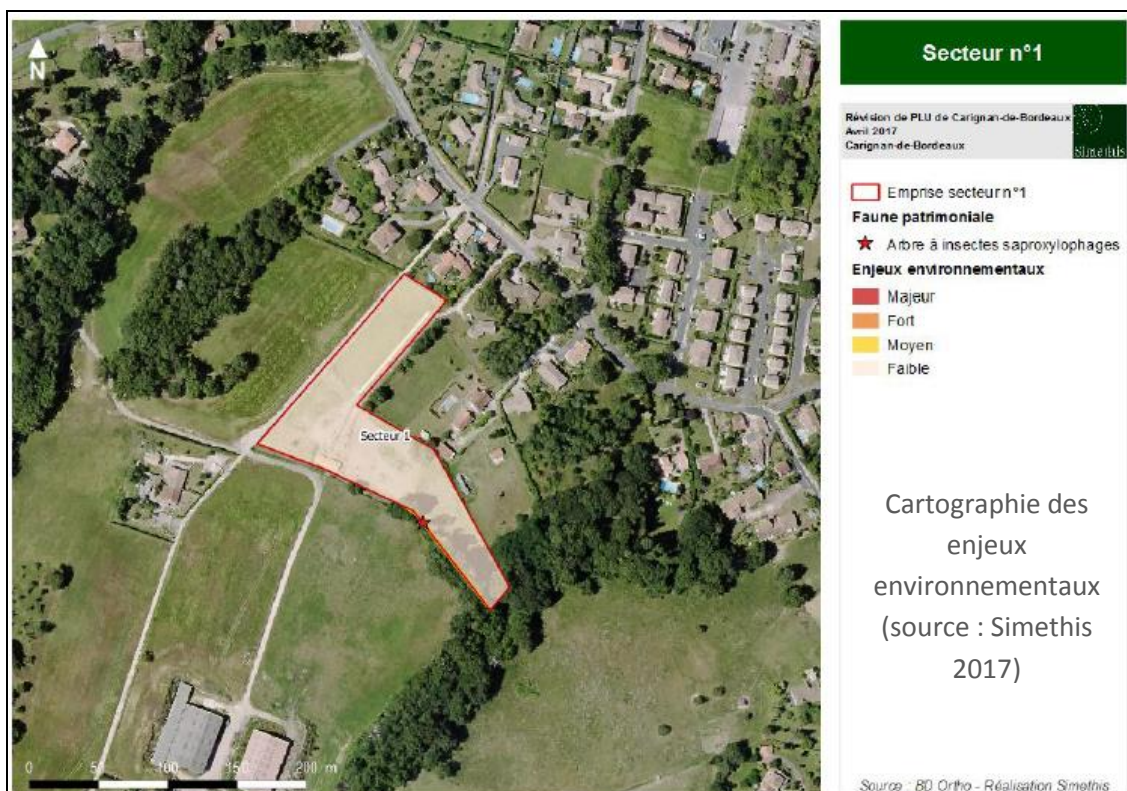 N
Secteur 1
0 50 100 150 200 m
Secteur n°1
Révision de PLU de Carignan-de-Bordeaux
Avril 2017
Carignan-de-Bordeaux
Simethis
Emprise secteur n°1
Faune patrimoniale
Arbre à insectes saproxylophages
Enjeux environnementaux
Majeur
Fort
Moyen
Faible
Cartographie des
enjeux
environnementaux
(source : Simethis
2017)
Source : BD Ortho - Réalisation Simethis